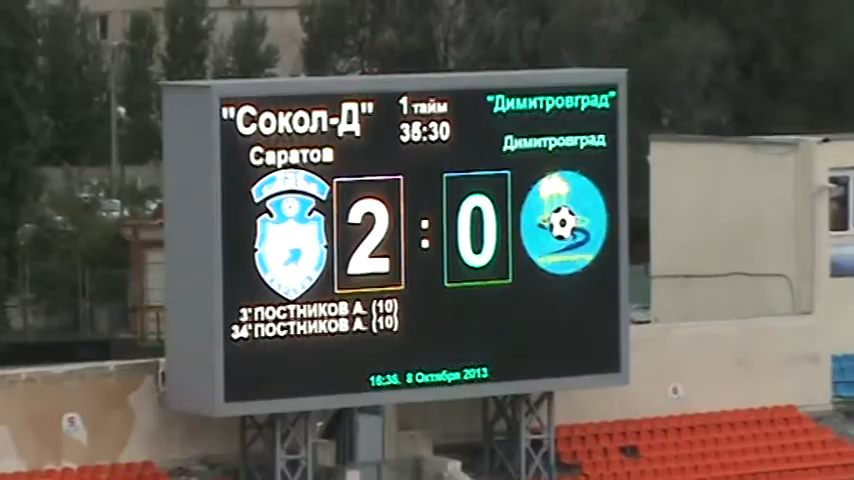 "Сокол-Д"
Саратов
1 тайм
35:30
"Димитровград"
Димитровград
2 : 0
3' ПОСТНИКОВ А. (10)
34' ПОСТНИКОВ А. (10)
16:35, 8 Октября 2013